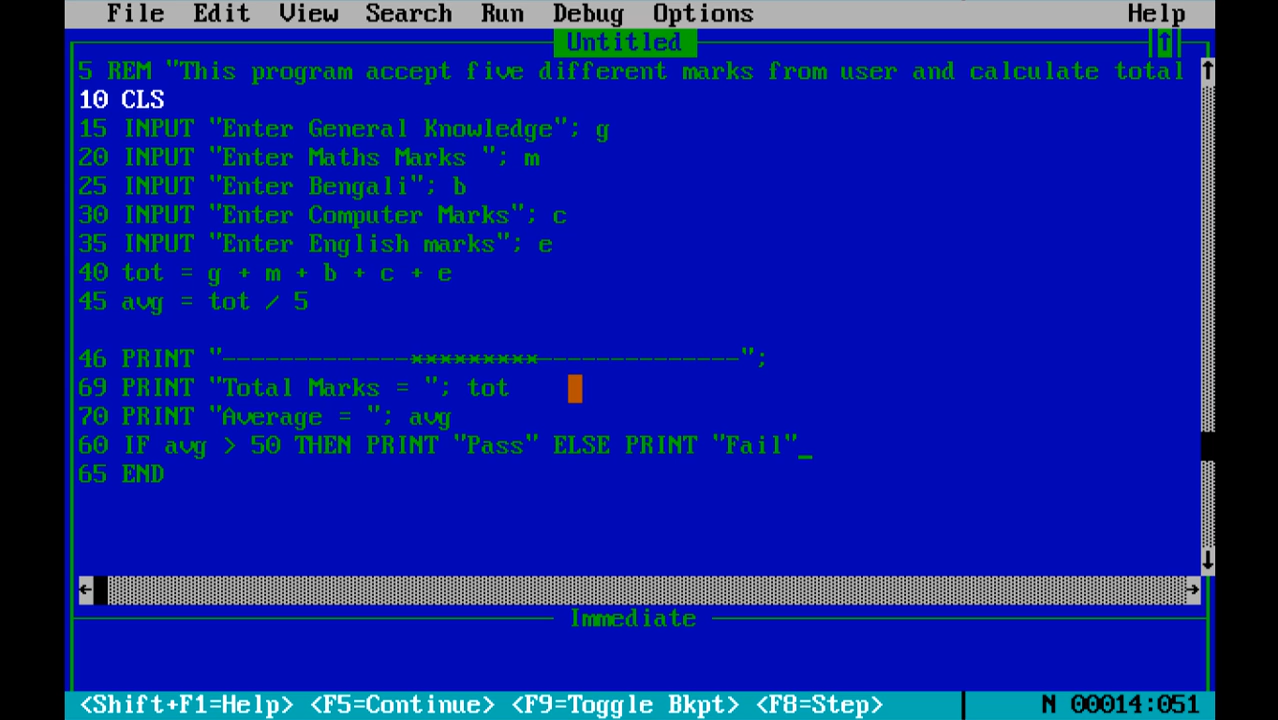 File Edit View Search Run Debug Options Help
Untitled
5 REM "This program accept five different marks from user and calculate total
10 CLS
15 INPUT "Enter General Knowledge"; g
20 INPUT "Enter Maths Marks "; m
25 INPUT "Enter Bengali"; b
30 INPUT "Enter Computer Marks"; c
35 INPUT "Enter English marks"; e
40 tot = g + m + b + c + e
45 avg = tot / 5
46 PRINT "-------------*********--------------";
69 PRINT "Total Marks = "; tot
70 PRINT "Average = "; avg
60 IF avg > 50 THEN PRINT "Pass" ELSE PRINT "Fail"_
65 END
Immediate
<Shift+F1=Help> <F5=Continue> <F9=Toggle Bkpt> <F8=Step> N 00014:051